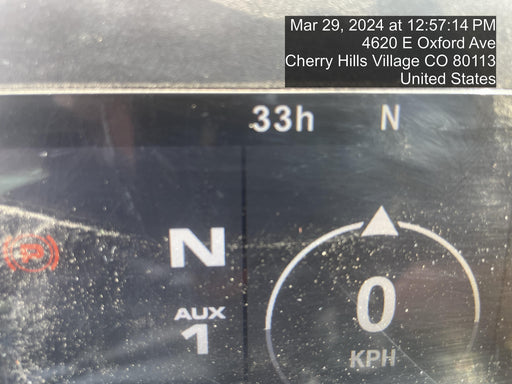 Mar 29, 2024 at 12:57:14 PM
4620 E Oxford Ave
Cherry Hills Village CO 80113
United States
33h N
P
N
AUX
1
0
KPH